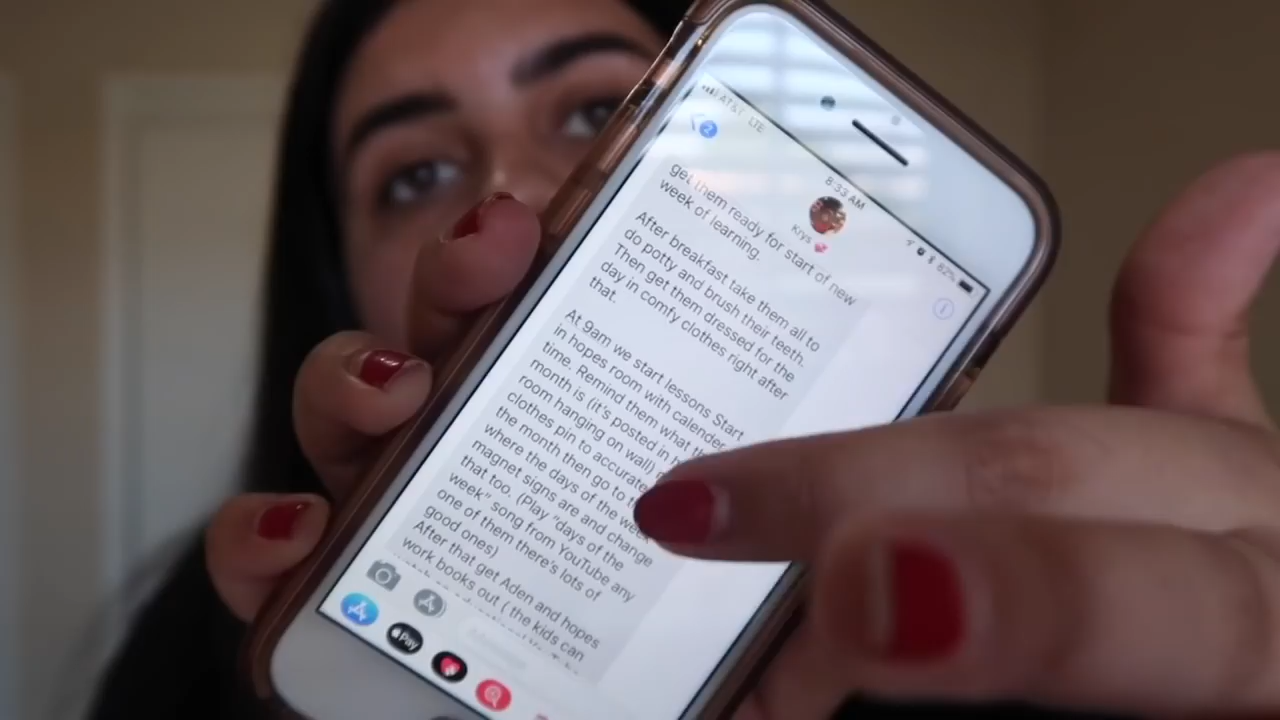 AT&T LTE
8:33 AM
82%
2
Krys
get them ready for start of new
week of learning.
After breakfast take them all to
do potty and brush their teeth.
Then get them dressed for the
day in comfy clothes right after
that.
At 9am we start lessons Start
in hopes room with calender
time. Remind them what the
month is (it's posted in h
room hanging on wall)
clothes pin to accurate
the month then go to t
where the days of the week
magnet signs are and change
that too. (Play "days of the
week" song from YouTube any
one of them there's lots of
good ones)
After that get Aden and hopes
work books out ( the kids can
Pay